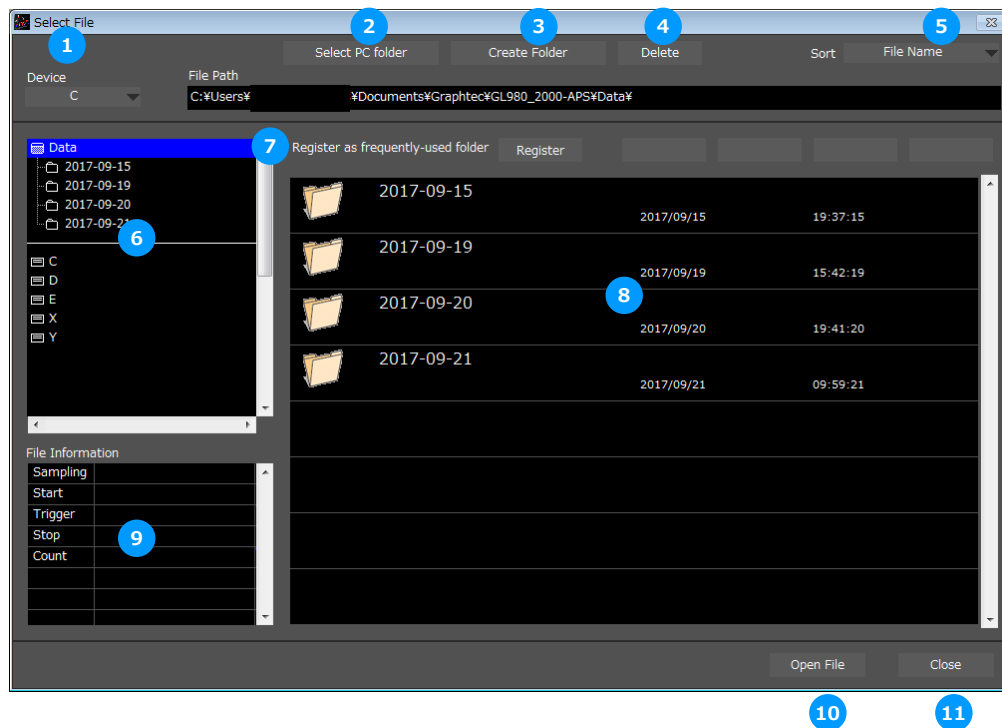 Select File
1
2
3
4
5
Select PC folder
Create Folder
Delete
Sort
File Name
Device
File Path
C
C:¥Users¥
¥Documents¥Graphtec¥GL980_2000-APS¥Data¥
7
Register as frequently-used folder
Register
Data
2017-09-15
2017-09-19
2017-09-20
2017-09-21
6
C
D
E
X
Y
2017-09-15
2017/09/15 19:37:15
2017-09-19
2017/09/19 15:42:19
8
2017-09-20
2017/09/20 19:41:20
2017-09-21
2017/09/21 09:59:21
File Information
Sampling
Start
Trigger
Stop
Count
9
Open File
Close
10
11